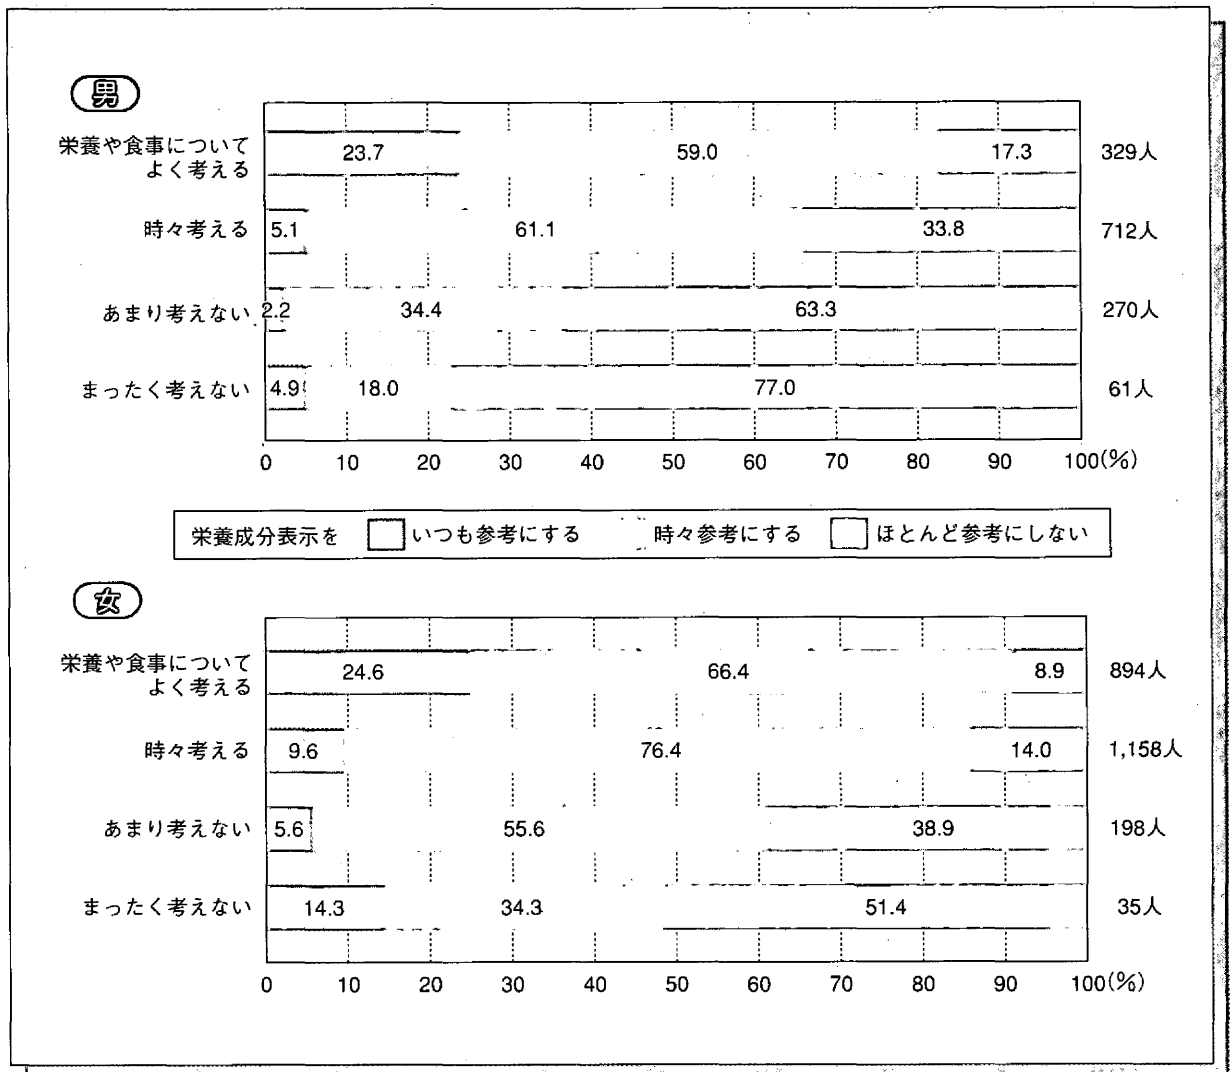 男
栄養や食事について
よく考える
23.7 59.0 17.3 329人
時々考える 5.1 61.1 33.8 712人
あまり考えない 2.2 34.4 63.3 270人
まったく考えない 4.9 18.0 77.0 61人
0 10 20 30 40 50 60 70 80 90 100(%)
栄養成分表示を いつも参考にする 時々参考にする ほとんど参考にしない
女
栄養や食事について
よく考える
24.6 66.4 8.9 894人
時々考える 9.6 76.4 14.0 1,158人
あまり考えない 5.6 55.6 38.9 198人
まったく考えない 14.3 34.3 51.4 35人
0 10 20 30 40 50 60 70 80 90 100(%)